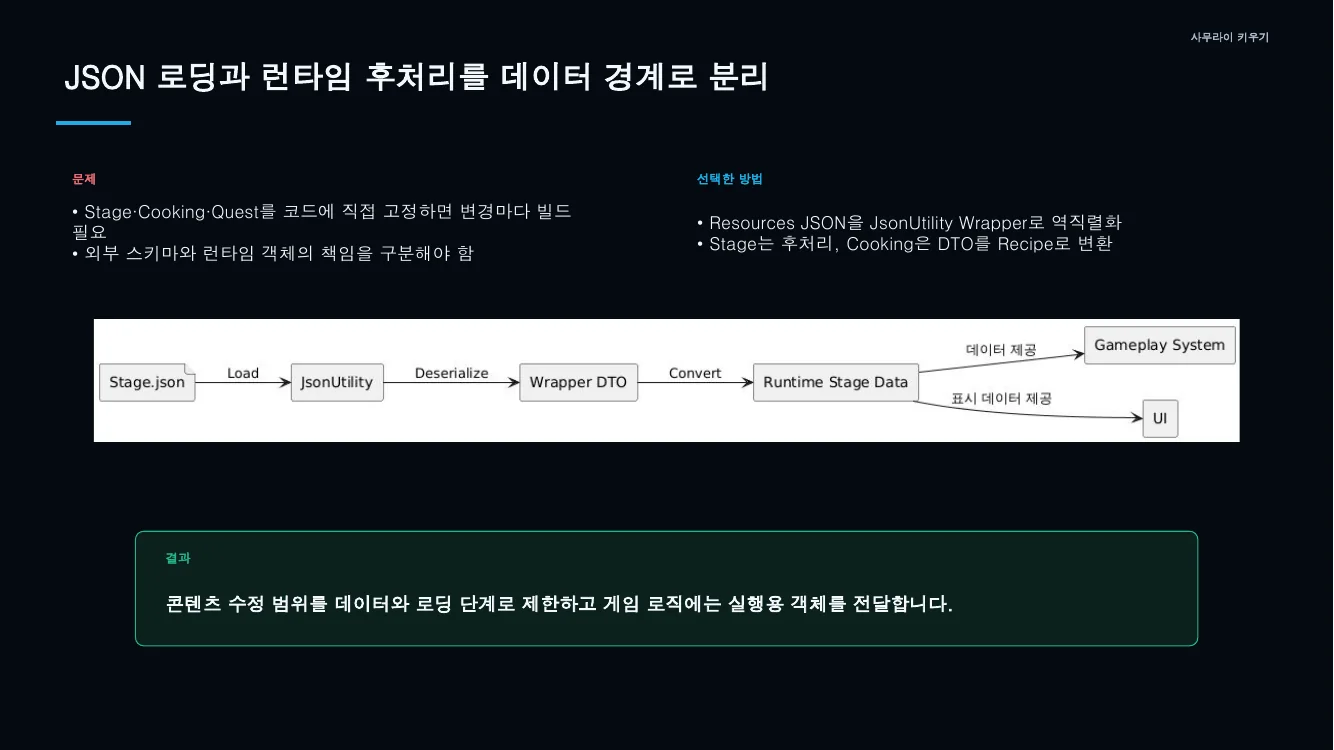 사무라이 키우기
JSON 로딩과 런타임 후처리를 데이터 경계로 분리
문제
• Stage·Cooking·Quest를 코드에 직접 고정하면 변경마다 빌드
필요
• 외부 스키마와 런타임 객체의 책임을 구분해야 함
선택한 방법
• Resources JSON을 JsonUtility Wrapper로 역직렬화
• Stage는 후처리, Cooking은 DTO를 Recipe로 변환
Stage.json
Load
JsonUtility
Deserialize
Wrapper DTO
Convert
Runtime Stage Data
데이터 제공
Gameplay System
표시 데이터 제공
UI
결과
콘텐츠 수정 범위를 데이터와 로딩 단계로 제한하고 게임 로직에는 실행용 객체를 전달합니다.